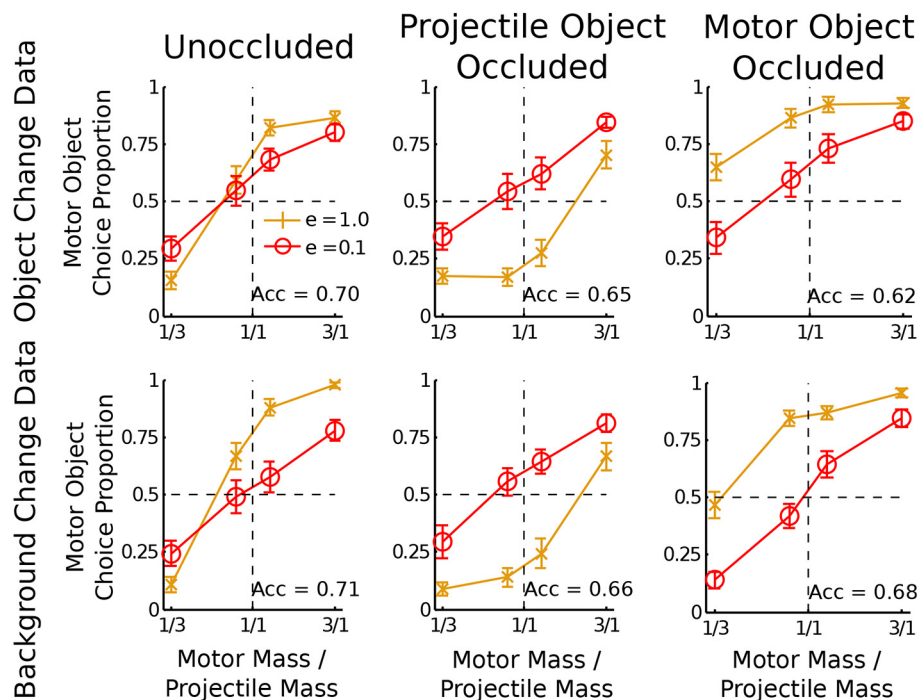 Unoccluded
Projectile Object
Occluded
Motor Object
Occluded
Object Change Data
Motor Object
Choice Proportion
1
0.75
0.5
0.25
0
e = 1.0
e = 0.1
Acc = 0.70
1/3
1/1
3/1
1
0.75
0.5
0.25
0
Acc = 0.65
1/3
1/1
3/1
1
0.75
0.5
0.25
0
Acc = 0.62
1/3
1/1
3/1
Background Change Data
Motor Object
Choice Proportion
1
0.75
0.5
0.25
0
Acc = 0.71
1/3
1/1
3/1
Motor Mass /
Projectile Mass
1
0.75
0.5
0.25
0
Acc = 0.66
1/3
1/1
3/1
Motor Mass /
Projectile Mass
1
0.75
0.5
0.25
0
Acc = 0.68
1/3
1/1
3/1
Motor Mass /
Projectile Mass